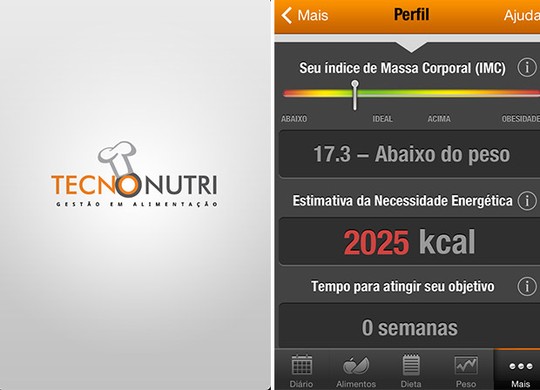 TECNONUTRI
GESTÃO EM ALIMENTAÇÃO
Mais Perfil Ajuda
Seu índice de Massa Corporal (IMC) i
ABAIXO IDEAL ACIMA OBESIDADE
17.3 – Abaixo do peso
Estimativa da Necessidade Energética i
2025 kcal
Tempo para atingir seu objetivo i
0 semanas
Diário Alimentos Dieta Peso Mais